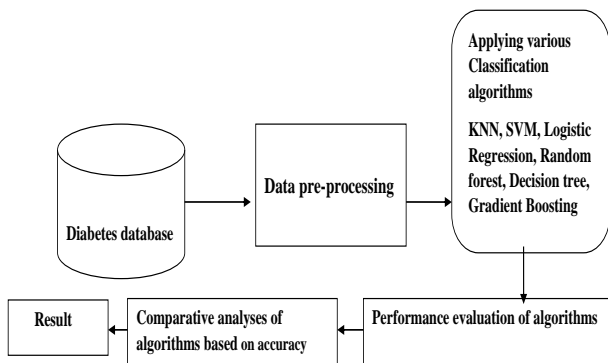 Diabetes database
Data pre-processing
Applying various
Classification
algorithms
KNN, SVM, Logistic
Regression, Random
forest, Decision tree,
Gradient Boosting
Performance evaluation of algorithms
Comparative analyses of
algorithms based on accuracy
Result